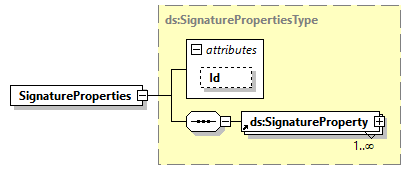 ds:SignaturePropertiesType
attributes
Id
SignatureProperties
ds:SignatureProperty
1..∞